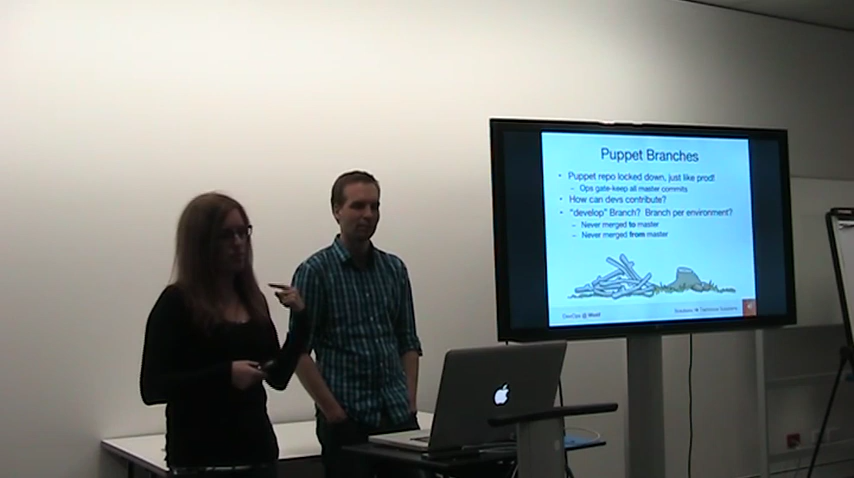 Puppet Branches
• Puppet repo locked down, just like prod!
– Ops gate-keep all master commits
• How can devs contribute?
• "develop" Branch? Branch per environment?
– Never merged to master
– Never merged from master
DevOps @